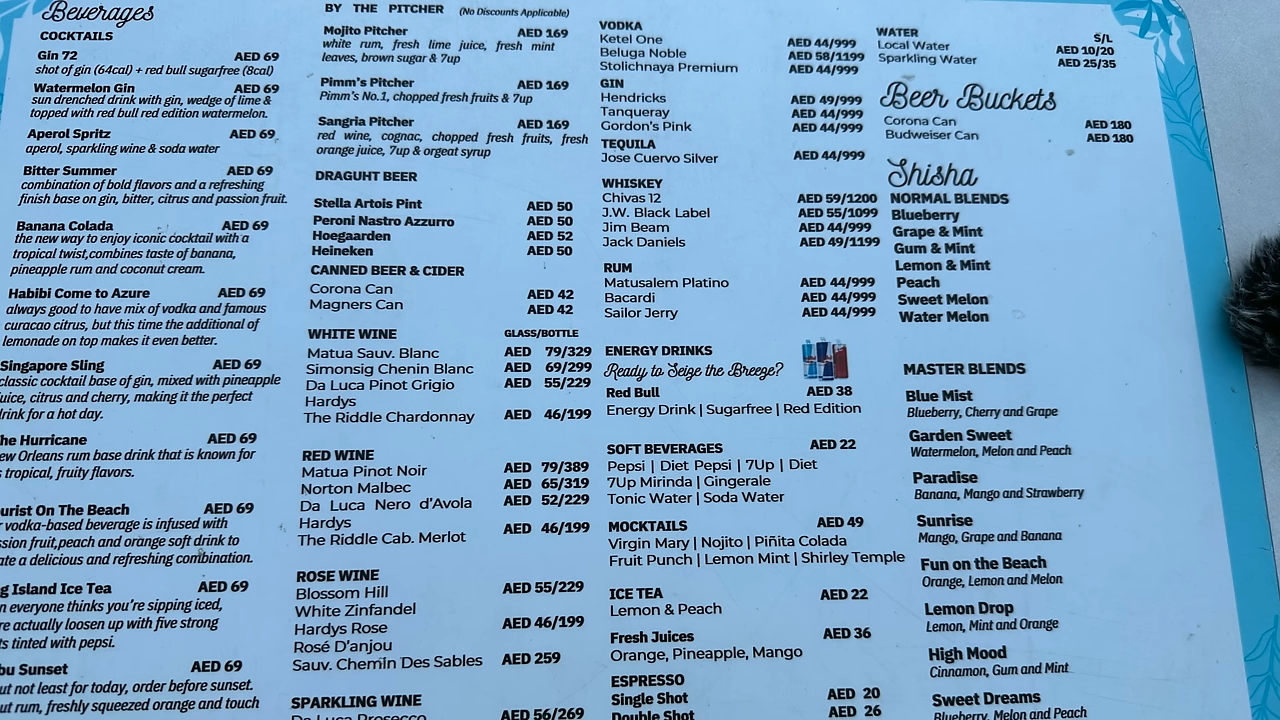 Beverages
COCKTAILS
Gin 72 AED 69
shot of gin (64cal) + red bull sugarfree (8cal)
Watermelon Gin AED 69
sun drenched drink with gin, wedge of lime &
topped with red bull red edition watermelon.
Aperol Spritz AED 69
aperol, sparkling wine & soda water
Bitter Summer AED 69
combination of bold flavors and a refreshing
finish base on gin, bitter, citrus and passion fruit.
Banana Colada AED 69
the new way to enjoy iconic cocktail with a
tropical twist,combines taste of banana,
pineapple rum and coconut cream.
Habibi Come to Azure AED 69
always good to have mix of vodka and famous
curacao citrus, but this time the additional of
lemonade on top makes it even better.
Singapore Sling AED 69
classic cocktail base of gin, mixed with pineapple
juice, citrus and cherry, making it the perfect
drink for a hot day.
he Hurricane AED 69
ew Orleans rum base drink that is known for
s tropical, fruity flavors.
urist On The Beach AED 69
r vodka-based beverage is infused with
ssion fruit,peach and orange soft drink to
ate a delicious and refreshing combination.
g Island Ice Tea AED 69
n everyone thinks you're sipping iced,
re actually loosen up with five strong
ts tinted with pepsi.
bu Sunset AED 69
ut not least for today, order before sunset.
ut rum, freshly squeezed orange and touch
BY THE PITCHER (No Discounts Applicable)
Mojito Pitcher AED 169
white rum, fresh lime juice, fresh mint
leaves, brown sugar & 7up
Pimm's Pitcher AED 169
Pimm's No.1, chopped fresh fruits & 7up
Sangria Pitcher AED 169
red wine, cognac, chopped fresh fruits, fresh
orange juice, 7up & orgeat syrup
DRAGUHT BEER
Stella Artois Pint AED 50
Peroni Nastro Azzurro AED 50
Hoegaarden AED 52
Heineken AED 50
CANNED BEER & CIDER
Corona Can AED 42
Magners Can AED 42
WHITE WINE GLASS/BOTTLE
Matua Sauv. Blanc AED 79/329
Simonsig Chenin Blanc AED 69/299
Da Luca Pinot Grigio AED 55/229
Hardys
The Riddle Chardonnay AED 46/199
RED WINE
Matua Pinot Noir AED 79/389
Norton Malbec AED 65/319
Da Luca Nero d'Avola AED 52/229
Hardys
The Riddle Cab. Merlot AED 46/199
ROSE WINE
Blossom Hill AED 55/229
White Zinfandel
Hardys Rose AED 46/199
Rosé D'anjou
Sauv. Chemin Des Sables AED 259
SPARKLING WINE
Da Luca Prosecco AED 56/269
VODKA
Ketel One AED 44/999
Beluga Noble AED 58/1199
Stolichnaya Premium AED 44/999
GIN
Hendricks AED 49/999
Tanqueray AED 44/999
Gordon's Pink AED 44/999
TEQUILA
Jose Cuervo Silver AED 44/999
WHISKEY
Chivas 12 AED 59/1200
J.W. Black Label AED 55/1099
Jim Beam AED 44/999
Jack Daniels AED 49/1199
RUM
Matusalem Platino AED 44/999
Bacardi AED 44/999
Sailor Jerry AED 44/999
ENERGY DRINKS
Ready to Seize the Breeze?
Red Bull AED 38
Energy Drink | Sugarfree | Red Edition
SOFT BEVERAGES AED 22
Pepsi | Diet Pepsi | 7Up | Diet
7Up Mirinda | Gingerale
Tonic Water | Soda Water
MOCKTAILS AED 49
Virgin Mary | Nojito | Piñita Colada
Fruit Punch | Lemon Mint | Shirley Temple
ICE TEA AED 22
Lemon & Peach
Fresh Juices AED 36
Orange, Pineapple, Mango
ESPRESSO
Single Shot AED 20
Double Shot AED 26
WATER S/L
Local Water AED 10/20
Sparkling Water AED 25/35
Beer Buckets
Corona Can AED 180
Budweiser Can AED 180
Shisha
NORMAL BLENDS
Blueberry
Grape & Mint
Gum & Mint
Lemon & Mint
Peach
Sweet Melon
Water Melon
MASTER BLENDS
Blue Mist
Blueberry, Cherry and Grape
Garden Sweet
Watermelon, Melon and Peach
Paradise
Banana, Mango and Strawberry
Sunrise
Mango, Grape and Banana
Fun on the Beach
Orange, Lemon and Melon
Lemon Drop
Lemon, Mint and Orange
High Mood
Cinnamon, Gum and Mint
Sweet Dreams
Blueberry, Melon and Peach